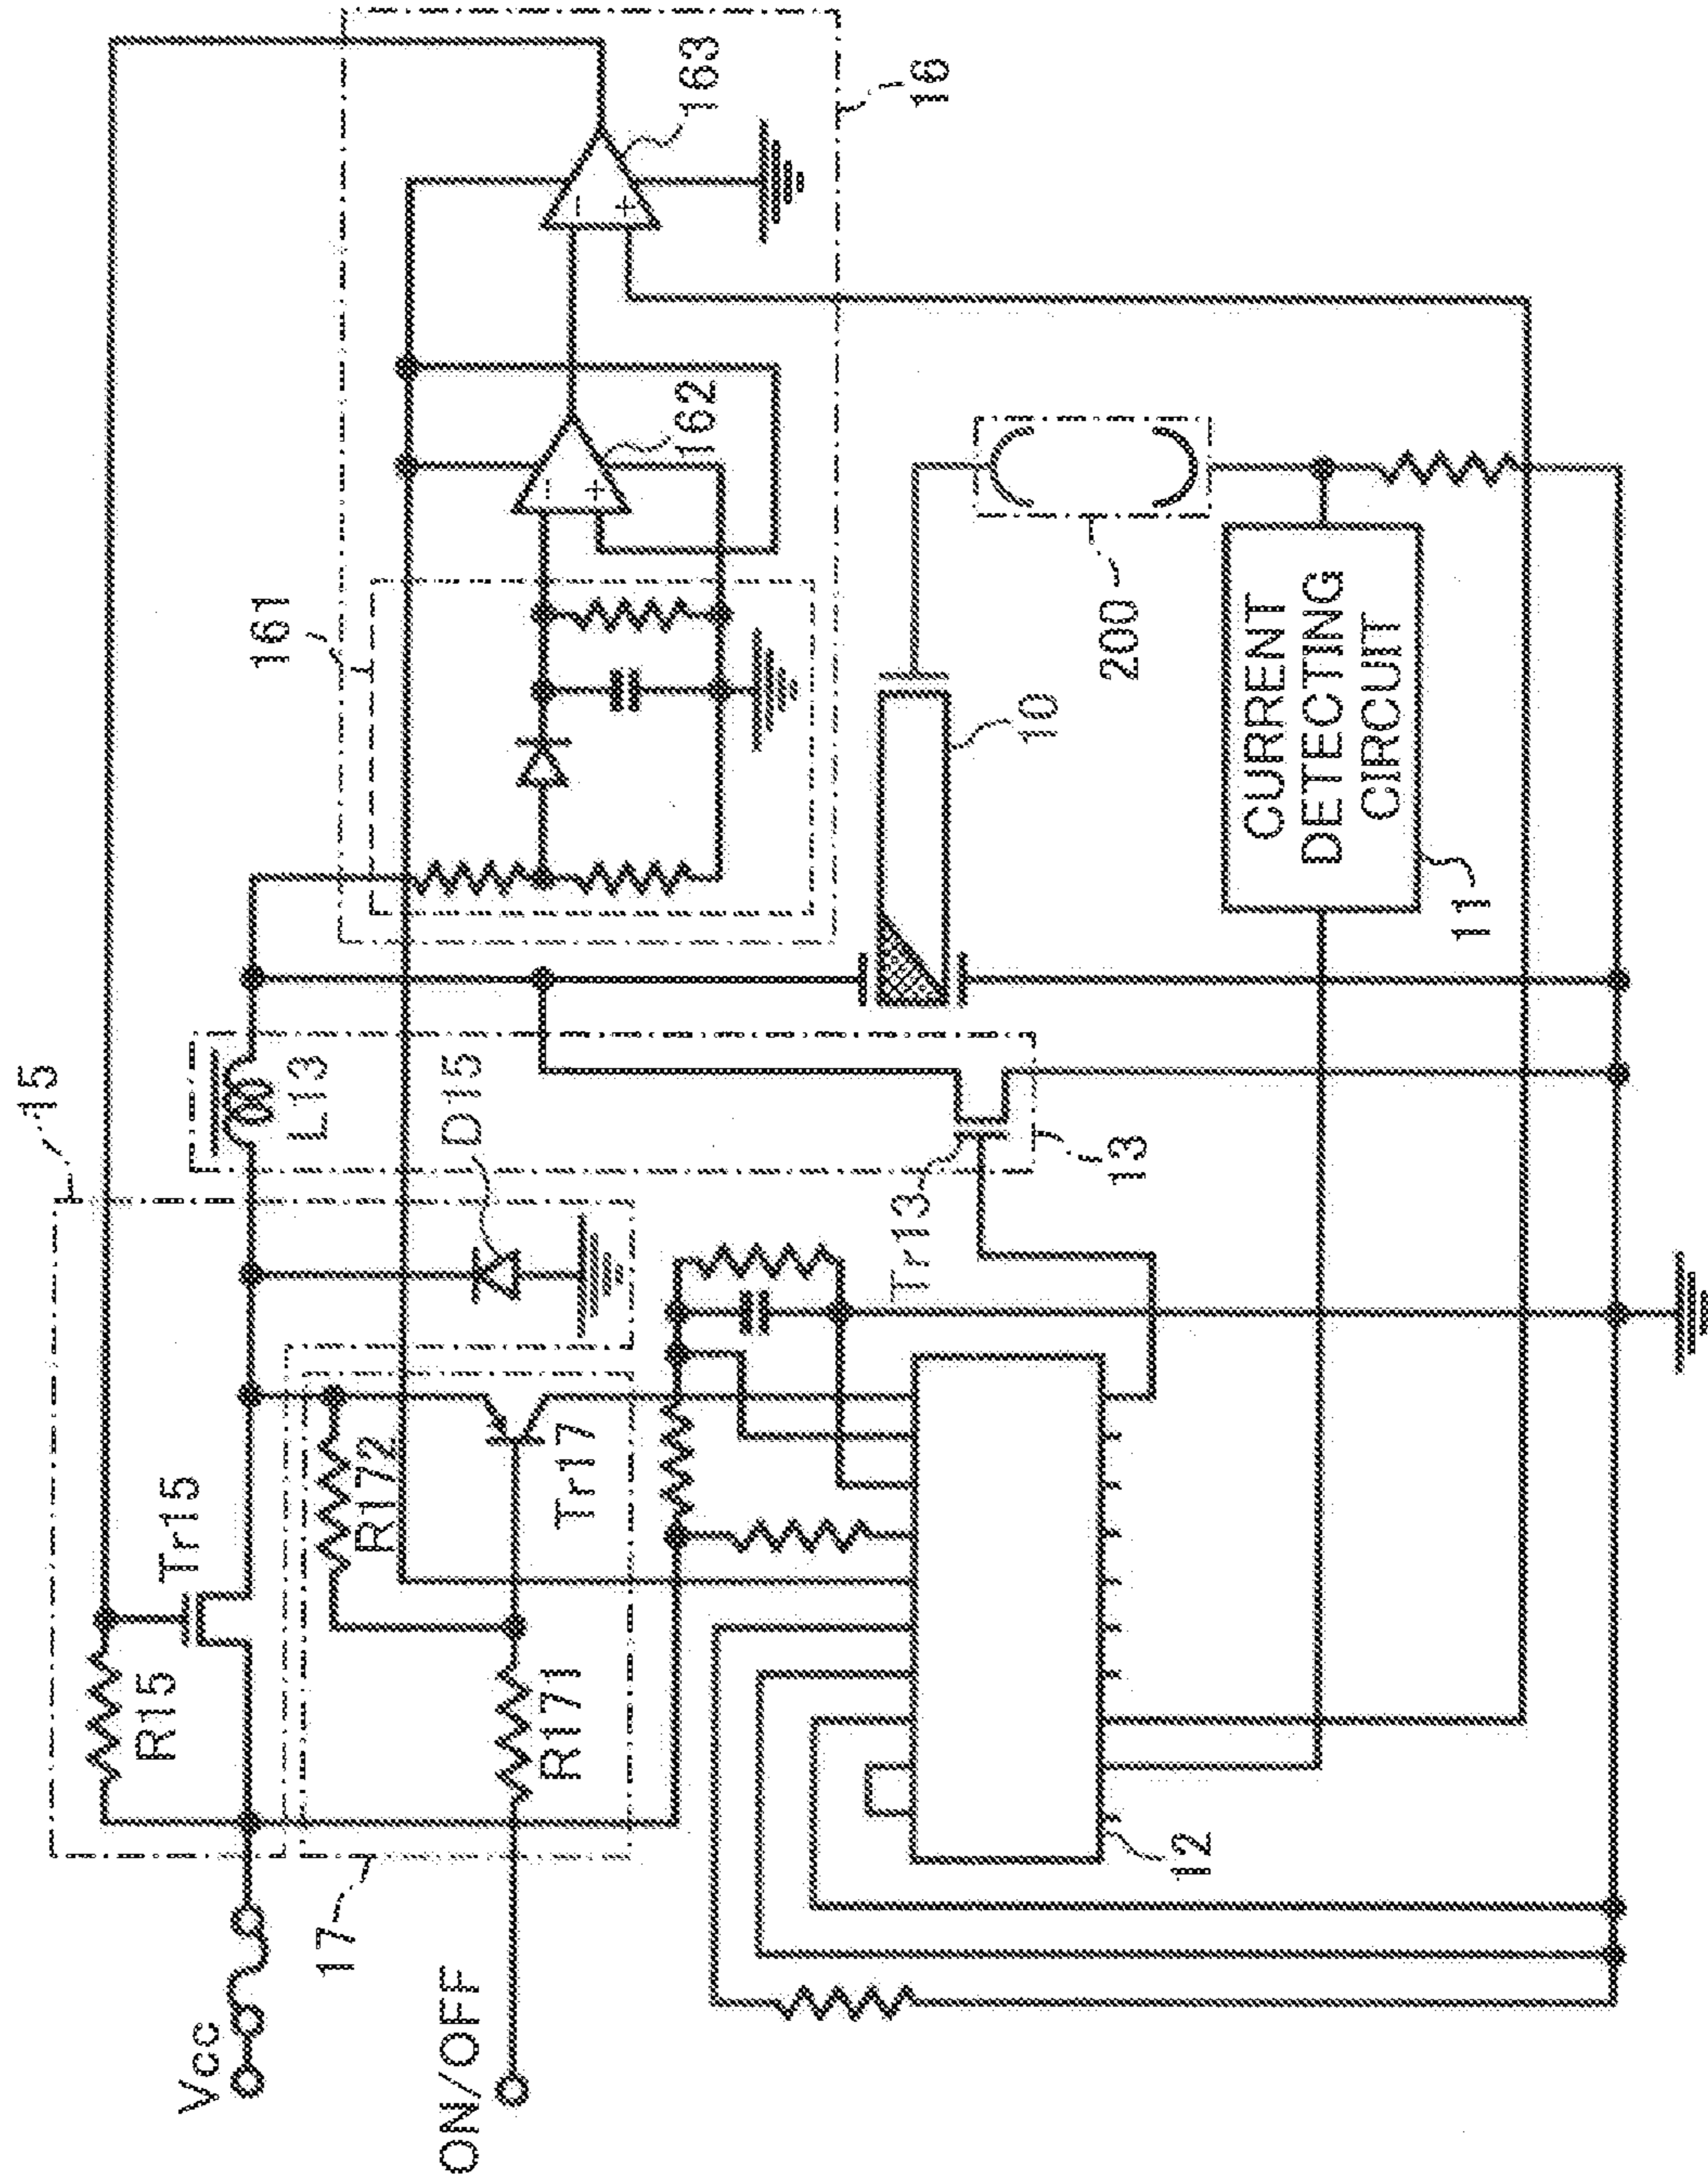 15
R15
Tr15
L13
161
163
16
162
D15
R172
Tr17
R171
17
Vcc
ON/OFF
Tr13
13
10
200
CURRENT
DETECTING
CIRCUIT
11
12